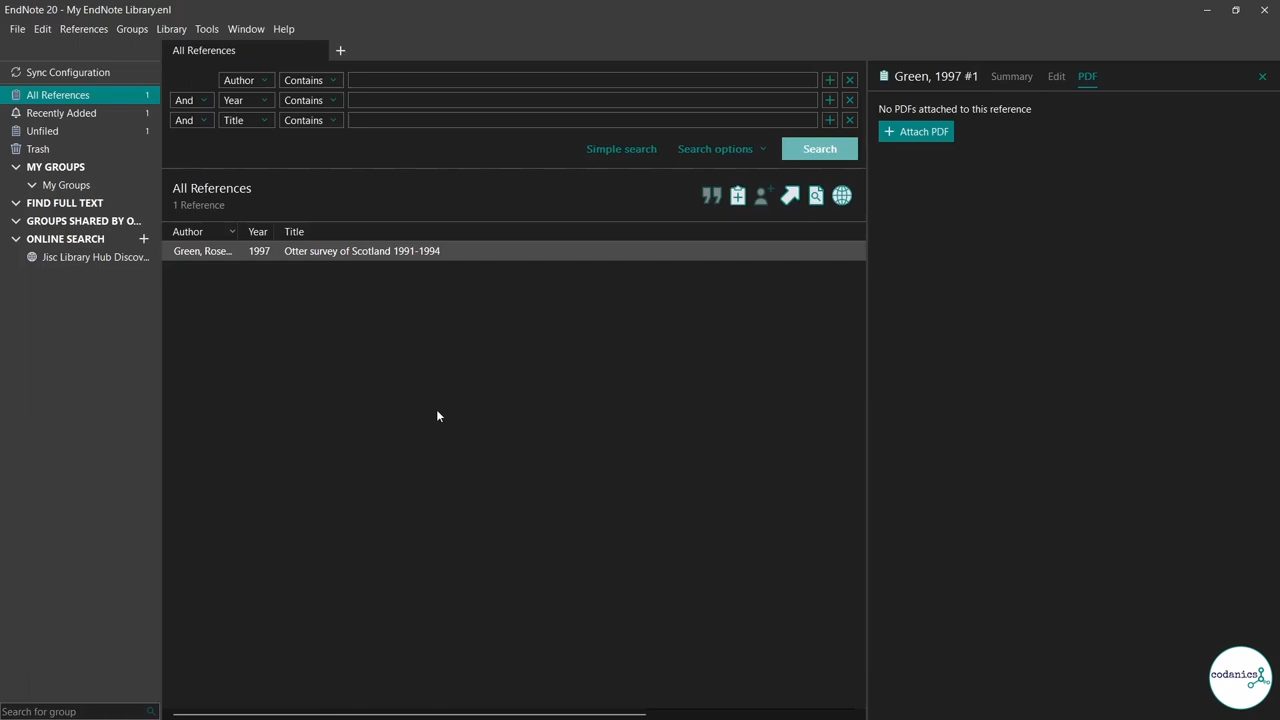 EndNote 20 - My EndNote Library.enl
File Edit References Groups Library Tools Window Help
All References
Sync Configuration
All References 1
Recently Added 1
Unfiled 1
Trash
MY GROUPS
My Groups
FIND FULL TEXT
GROUPS SHARED BY O...
ONLINE SEARCH
Jisc Library Hub Discov...
Search for group
Author Contains
And Year Contains
And Title Contains
Simple search Search options Search
All References
1 Reference
Author Year Title
Green, Rose... 1997 Otter survey of Scotland 1991-1994
Green, 1997 #1 Summary Edit PDF
No PDFs attached to this reference
Attach PDF
codanics